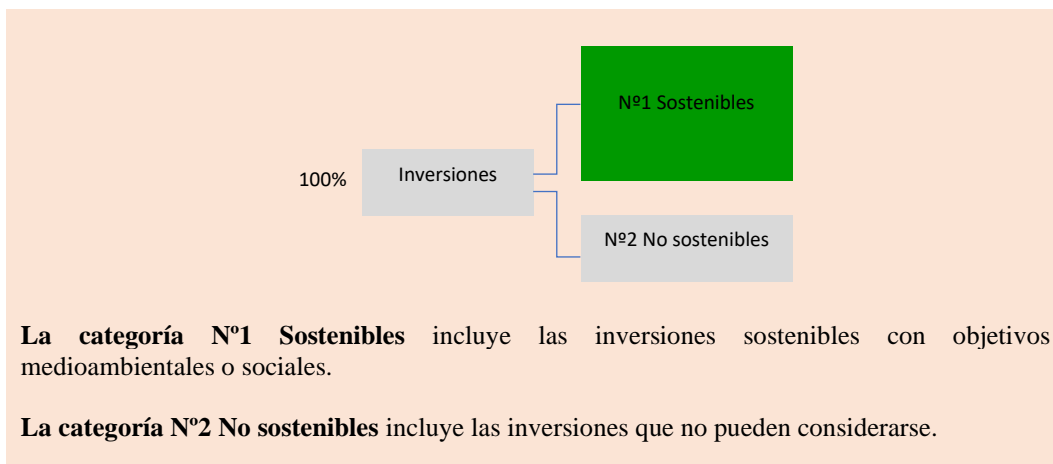 Nº1 Sostenibles
100%
Inversiones
Nº2 No sostenibles
La categoría Nº1 Sostenibles incluye las inversiones sostenibles con objetivos
medioambientales o sociales.
La categoría Nº2 No sostenibles incluye las inversiones que no pueden considerarse.